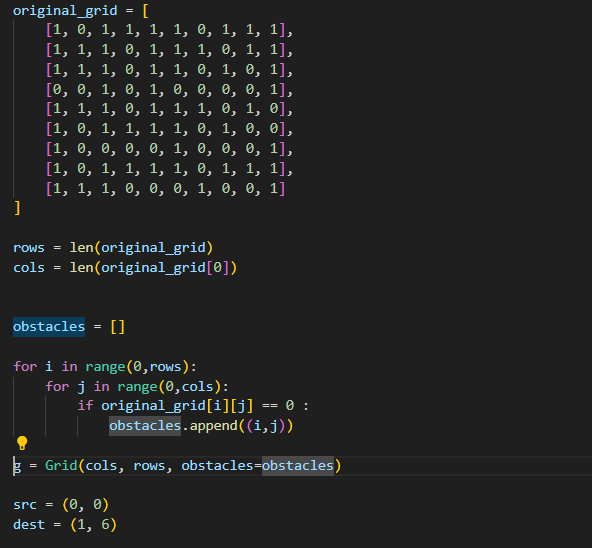 original_grid = [
    [1, 0, 1, 1, 1, 1, 0, 1, 1, 1],
    [1, 1, 1, 0, 1, 1, 1, 0, 1, 1],
    [1, 1, 1, 0, 1, 1, 0, 1, 0, 1],
    [0, 0, 1, 0, 1, 0, 0, 0, 0, 1],
    [1, 1, 1, 0, 1, 1, 1, 0, 1, 0],
    [1, 0, 1, 1, 1, 1, 0, 1, 0, 0],
    [1, 0, 0, 0, 0, 1, 0, 0, 0, 1],
    [1, 0, 1, 1, 1, 1, 0, 1, 1, 1],
    [1, 1, 1, 0, 0, 0, 1, 0, 0, 1]
]
rows = len(original_grid)
cols = len(original_grid[0])
obstacles = []
for i in range(0,rows):
    for j in range(0,cols):
        if original_grid[i][j] == 0 :
            obstacles.append((i,j))
g = Grid(cols, rows, obstacles=obstacles)
src = (0, 0)
dest = (1, 6)